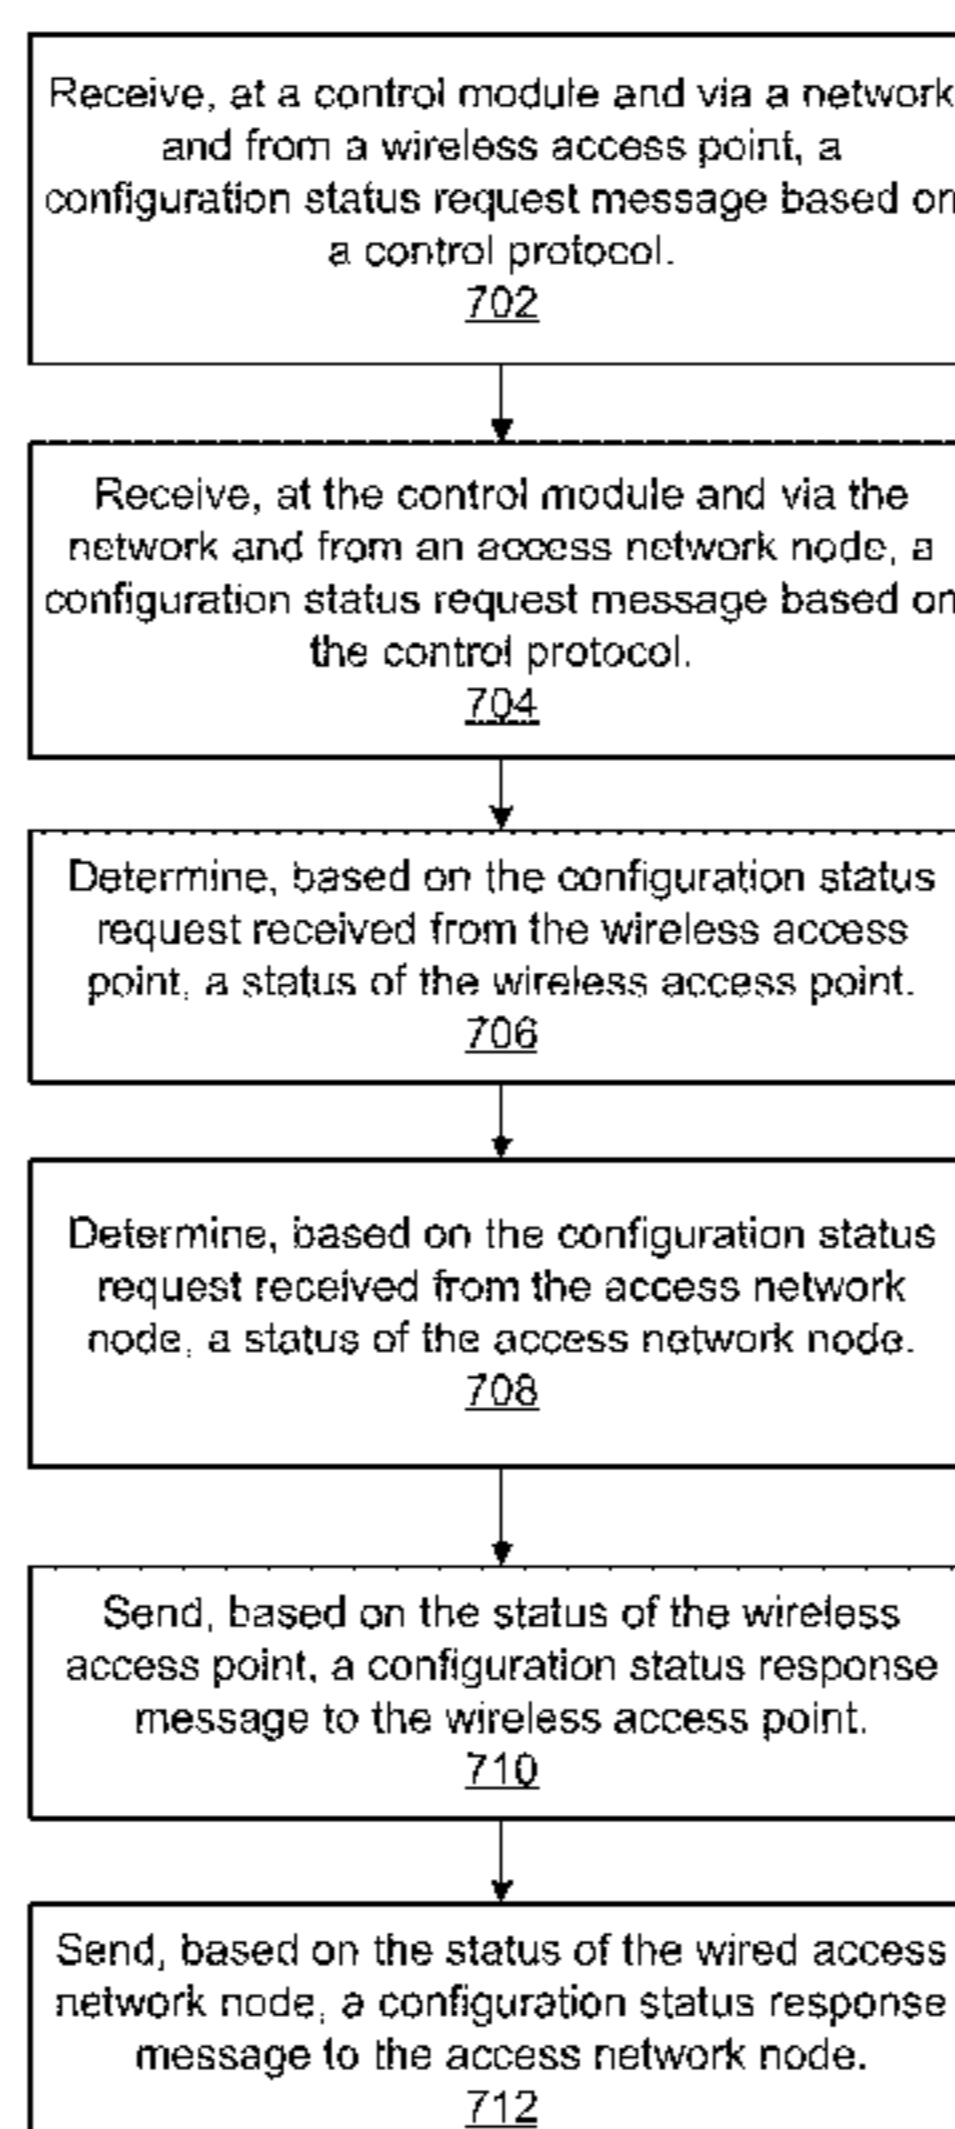 Receive, at a control module and via a network
and from a wireless access point, a
configuration status request message based on
a control protocol.
702
Receive, at the control module and via the
network and from an access network node, a
configuration status request message based on
the control protocol.
704
Determine, based on the configuration status
request received from the wireless access
point, a status of the wireless access point.
706
Determine, based on the configuration status
request received from the access network
node, a status of the access network node.
708
Send, based on the status of the wireless
access point, a configuration status response
message to the wireless access point.
710
Send, based on the status of the wired access
network node, a configuration status response
message to the access network node.
712